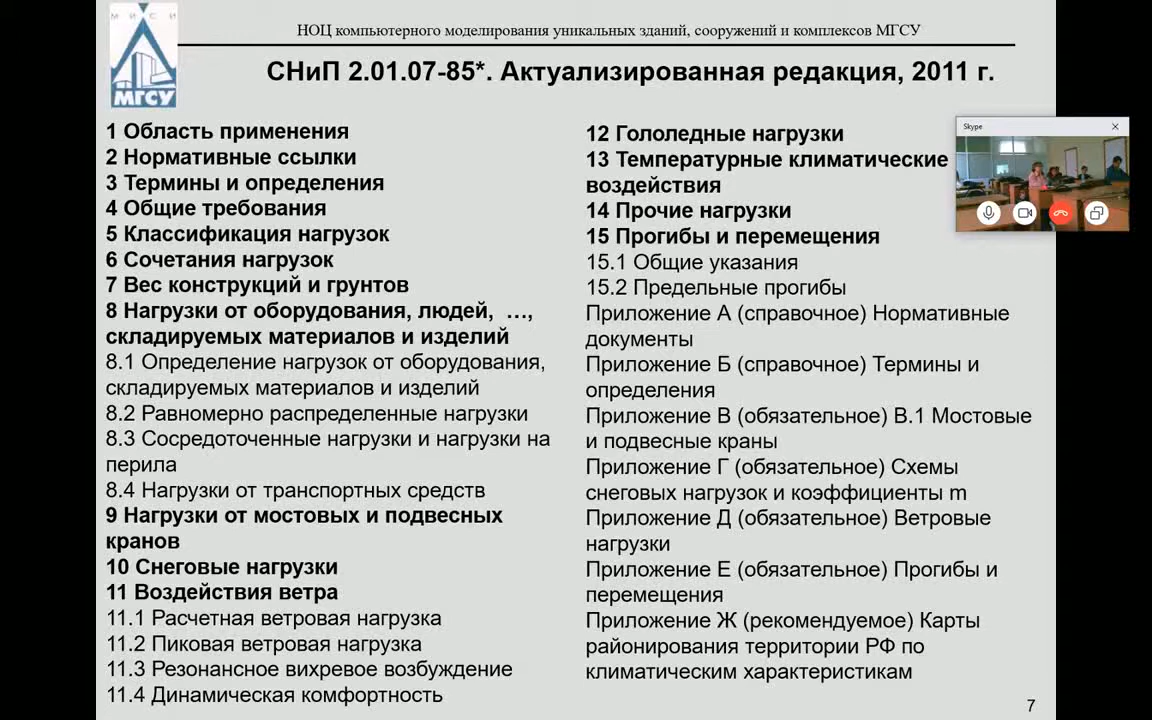 М И С И
МГСУ
НОЦ компьютерного моделирования уникальных зданий, сооружений и комплексов МГСУ
СНиП 2.01.07-85*. Актуализированная редакция, 2011 г.
1 Область применения
2 Нормативные ссылки
3 Термины и определения
4 Общие требования
5 Классификация нагрузок
6 Сочетания нагрузок
7 Вес конструкций и грунтов
8 Нагрузки от оборудования, людей, …,
складируемых материалов и изделий
8.1 Определение нагрузок от оборудования,
складируемых материалов и изделий
8.2 Равномерно распределенные нагрузки
8.3 Сосредоточенные нагрузки и нагрузки на
перила
8.4 Нагрузки от транспортных средств
9 Нагрузки от мостовых и подвесных
кранов
10 Снеговые нагрузки
11 Воздействия ветра
11.1 Расчетная ветровая нагрузка
11.2 Пиковая ветровая нагрузка
11.3 Резонансное вихревое возбуждение
11.4 Динамическая комфортность
12 Гололедные нагрузки
13 Температурные климатические
воздействия
14 Прочие нагрузки
15 Прогибы и перемещения
15.1 Общие указания
15.2 Предельные прогибы
Приложение А (справочное) Нормативные
документы
Приложение Б (справочное) Термины и
определения
Приложение В (обязательное) В.1 Мостовые
и подвесные краны
Приложение Г (обязательное) Схемы
снеговых нагрузок и коэффициенты m
Приложение Д (обязательное) Ветровые
нагрузки
Приложение Е (обязательное) Прогибы и
перемещения
Приложение Ж (рекомендуемое) Карты
районирования территории РФ по
климатическим характеристикам
Skype
7